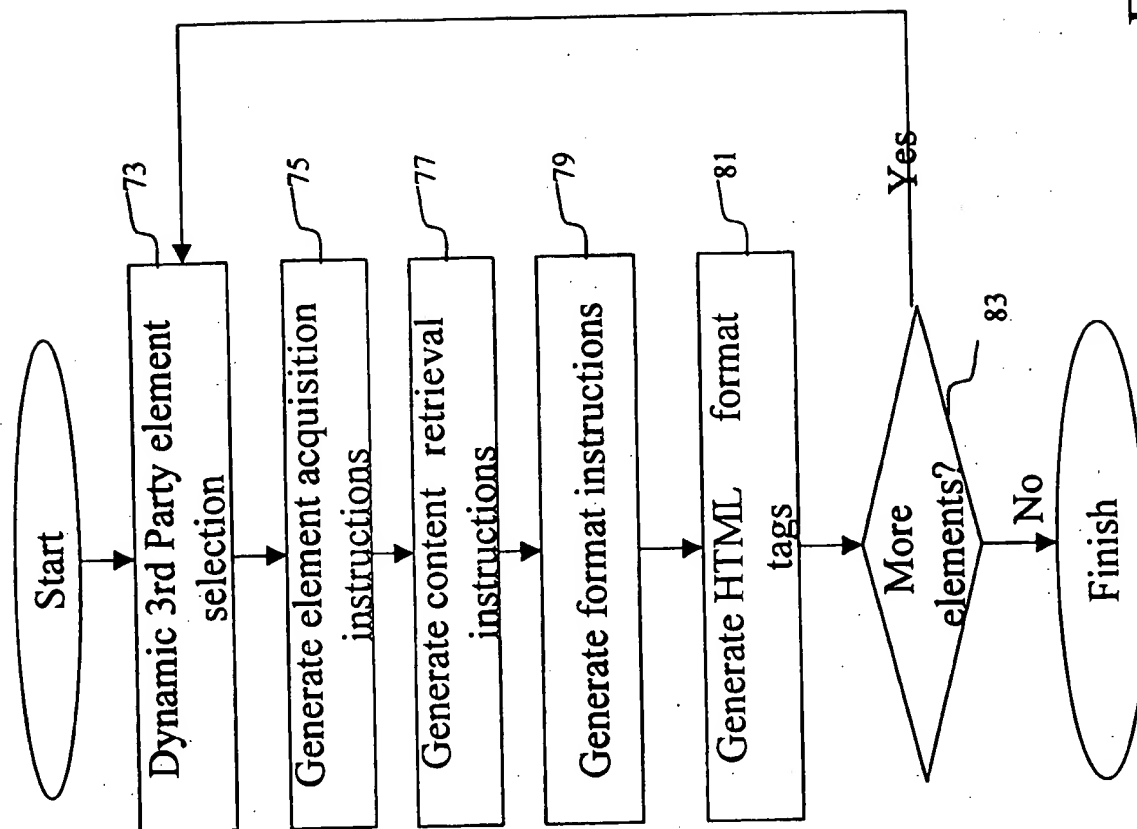 Start
73
Dynamic 3rd Party element
selection
75
Generate element acquisition
instructions
77
Generate content retrieval
instructions
79
Generate format instructions
81
Generate HTML format
tags
83
More
elements?
Yes
No
Finish